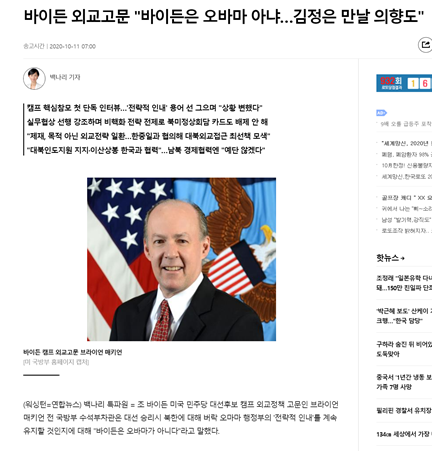 바이든 외교고문 "바이든은 오바마 아냐…김정은 만날 의향도"
송고시간 | 2020-10-11 07:00
백나리 기자
캠프 핵심참모 첫 단독 인터뷰…'전략적 인내' 용어 선 그으며 "상황 변했다"
실무협상 선행 강조하며 비핵화 전략 전제로 북미정상회담 카드도 배제 안 해
"제재, 목적 아닌 외교전략 일환…한중일과 협의해 대북외교접근 최선책 모색"
"대북인도지원 지지·이산상봉 한국과 협력"…남북 경제협력엔 "예단 않겠다"
바이든 캠프 외교고문 브라이언 매키언
[미 국방부 홈페이지 캡처]
(워싱턴=연합뉴스) 백나리 특파원 = 조 바이든 미국 민주당 대선후보 캠프 외교정책 고문인 브라이언
매키언 전 국방부 수석부차관은 대선 승리시 북한에 대해 버락 오바마 행정부의 '전략적 인내'를 계속
유지할 것인지에 대해 "바이든은 오바마가 아니다"라고 말했다.
회
1 6
"세계망산, 2020년
핫뉴스
조정래 "일본유학 다녀
돼…150만 친일파 단죄
'박근혜 보도' 산케이
크행…"한국 담당"
구하라 숨진 뒤 비어있
도둑맞아
중국서 '1년간 냉동 보
가족 7명 사망
필리핀 경찰서 유치장
134㎝ 세상에서 가장